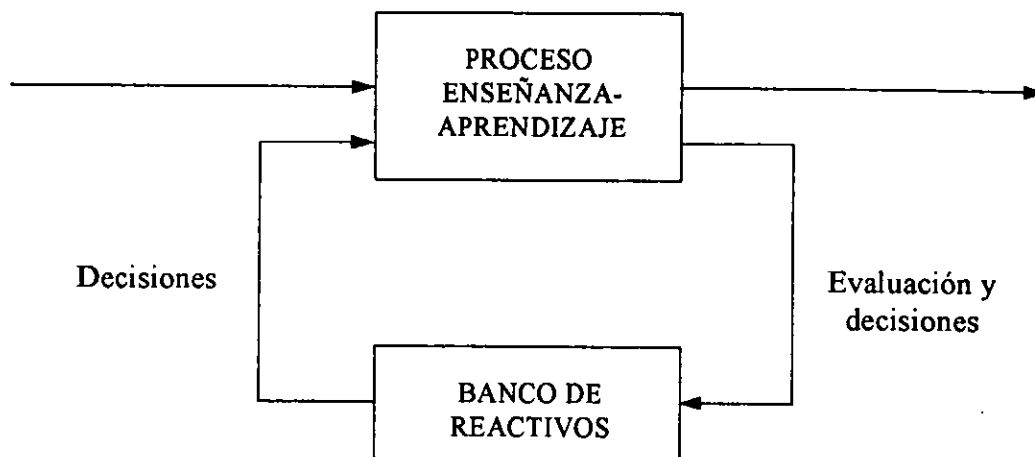 PROCESO
ENSEÑANZA-
APRENDIZAJE
Decisiones
Evaluación y
decisiones
BANCO DE
REACTIVOS